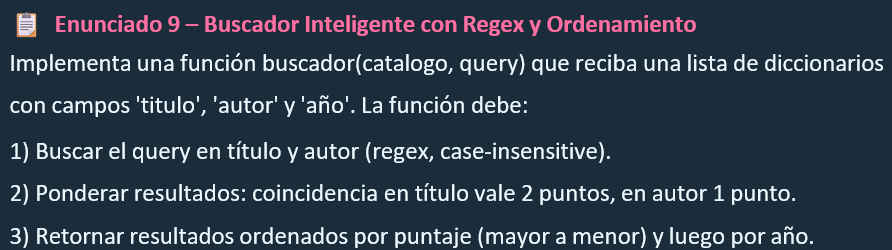 📋 Enunciado 9 – Buscador Inteligente con Regex y Ordenamiento
Implementa una función buscador(catalogo, query) que reciba una lista de diccionarios
con campos 'titulo', 'autor' y 'año'. La función debe:
1) Buscar el query en título y autor (regex, case-insensitive).
2) Ponderar resultados: coincidencia en título vale 2 puntos, en autor 1 punto.
3) Retornar resultados ordenados por puntaje (mayor a menor) y luego por año.